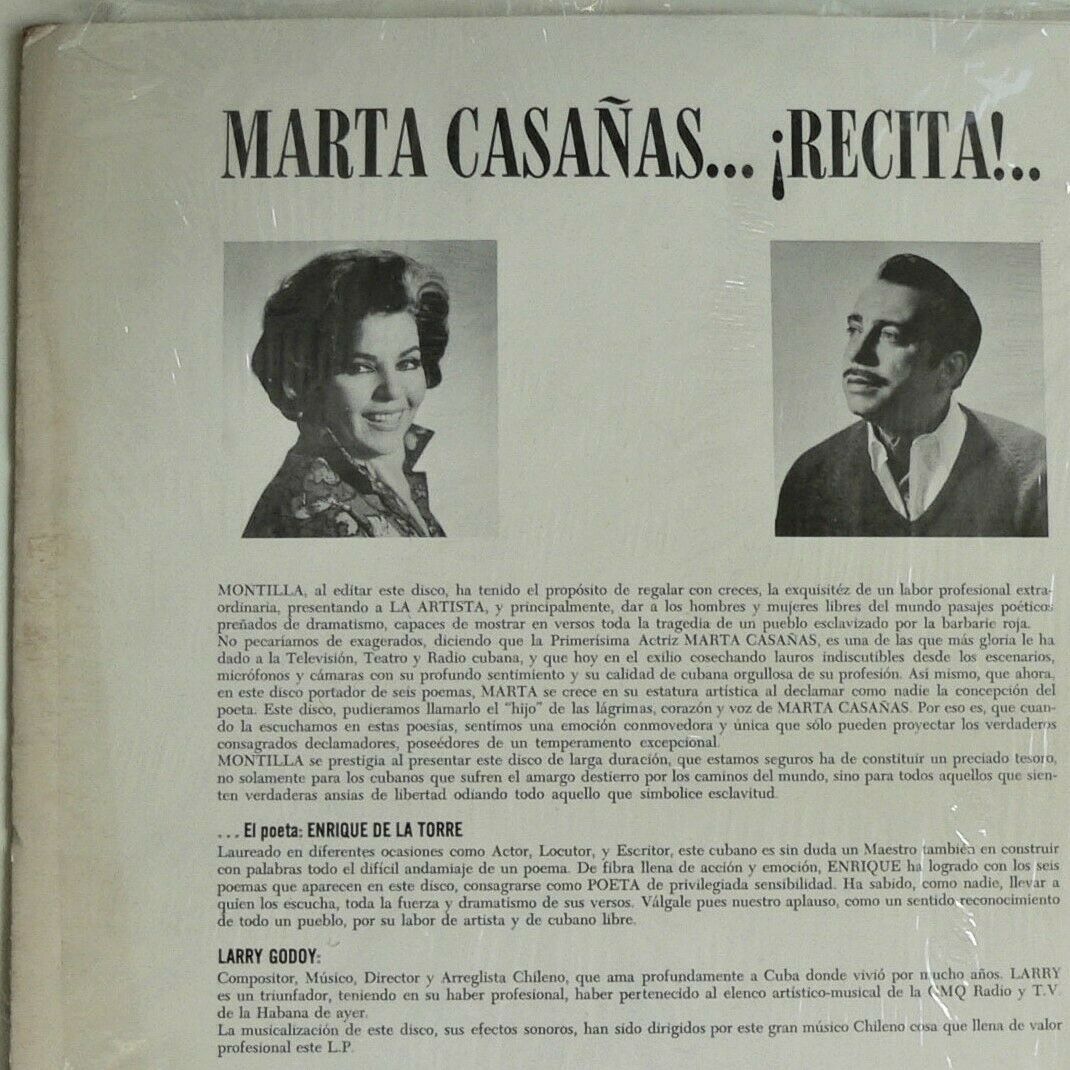 MARTA CASAÑAS... ¡RECITA!..
MONTILLA, al editar este disco, ha tenido el propósito de regalar con creces, la exquisitéz de un labor profesional extra-
ordinaria, presentando a LA ARTISTA, y principalmente, dar a los hombres y mujeres libres del mundo pasajes poéticos
preñados de dramatismo, capaces de mostrar en versos toda la tragedia de un pueblo esclavizado por la barbarie roja.
No pecaríamos de exagerados, diciendo que la Primerísima Actriz MARTA CASAÑAS, es una de las que más gloria le ha
dado a la Televisión, Teatro y Radio cubana, y que hoy en el exilio cosechando lauros indiscutibles desde los escenarios,
micrófonos y cámaras con su profundo sentimiento y su calidad de cubana orgullosa de su profesión. Asi mismo, que ahora,
en este disco portador de seis poemas, MARTA se crece en su estatura artística al declamar como nadie la concepción del
poeta. Este disco, pudieramos llamarlo el "hijo" de las lágrimas, corazón y voz de MARTA CASAÑAS. Por eso es, que cuan-
do la escuchamos en estas poesías, sentimos una emoción conmovedora y única que sólo pueden proyectar los verdaderos
consagrados declamadores, poseédores de un temperamento excepcional.
MONTILLA se prestigia al presentar este disco de larga duración, que estamos seguros ha de constituir un preciado tesoro,
no solamente para los cubanos que sufren el amargo destierro por los caminos del mundo, sino para todos aquellos que sien-
ten verdaderas ansias de libertad odiando todo aquello que simbolice esclavitud.
...El poeta: ENRIQUE DE LA TORRE
Laureado en diferentes ocasiones como Actor, Locutor, y Escritor, este cubano es sin duda un Maestro también en construir
con palabras todo el difícil andamiaje de un poema. De fibra llena de acción y emoción, ENRIQUE ha logrado con los seis
poemas que aparecen en este disco, consagrarse como POETA de privilegiada sensibilidad. Ha sabido, como nadie, llevar a
quien los escucha, toda la fuerza y dramatismo de sus versos. Válgale pues nuestro aplauso, como un sentido reconocimiento
de todo un pueblo, por su labor de artista y de cubano libre.
LARRY GODOY:
Compositor, Músico, Director y Arreglista Chileno, que ama profundamente a Cuba donde vivió por mucho años. LARRY
es un triunfador, teniendo en su haber profesional, haber pertenecido al elenco artístico-musical de la CMQ Radio y T.V.
de la Habana de ayer.
La musicalización de este disco, sus efectos sonoros, han sido dirigidos por este gran músico Chileno cosa que llena de valor
profesional este L.P.